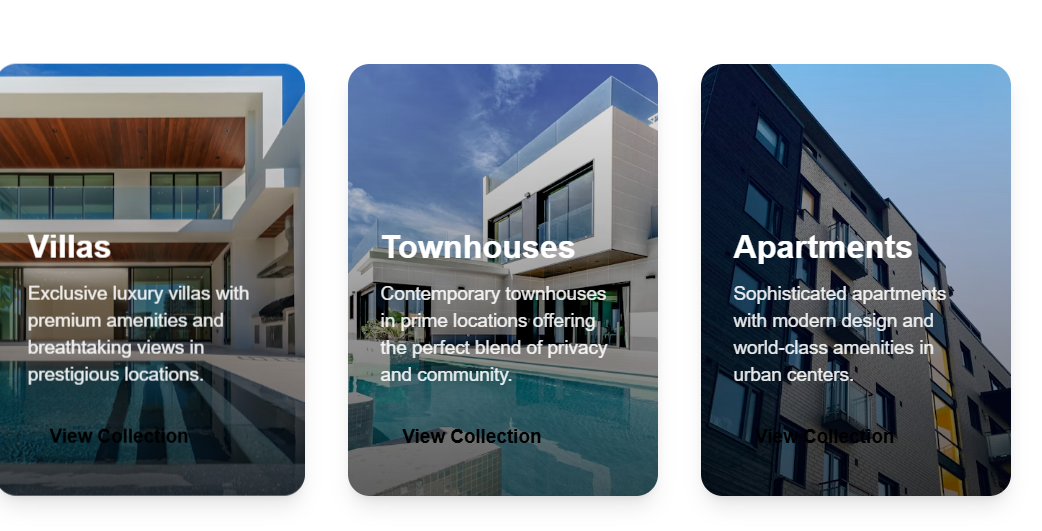 Villas
Exclusive luxury villas with
premium amenities and
breathtaking views in
prestigious locations.
View Collection
Townhouses
Contemporary townhouses
in prime locations offering
the perfect blend of privacy
and community.
View Collection
Apartments
Sophisticated apartments
with modern design and
world-class amenities in
urban centers.
View Collection